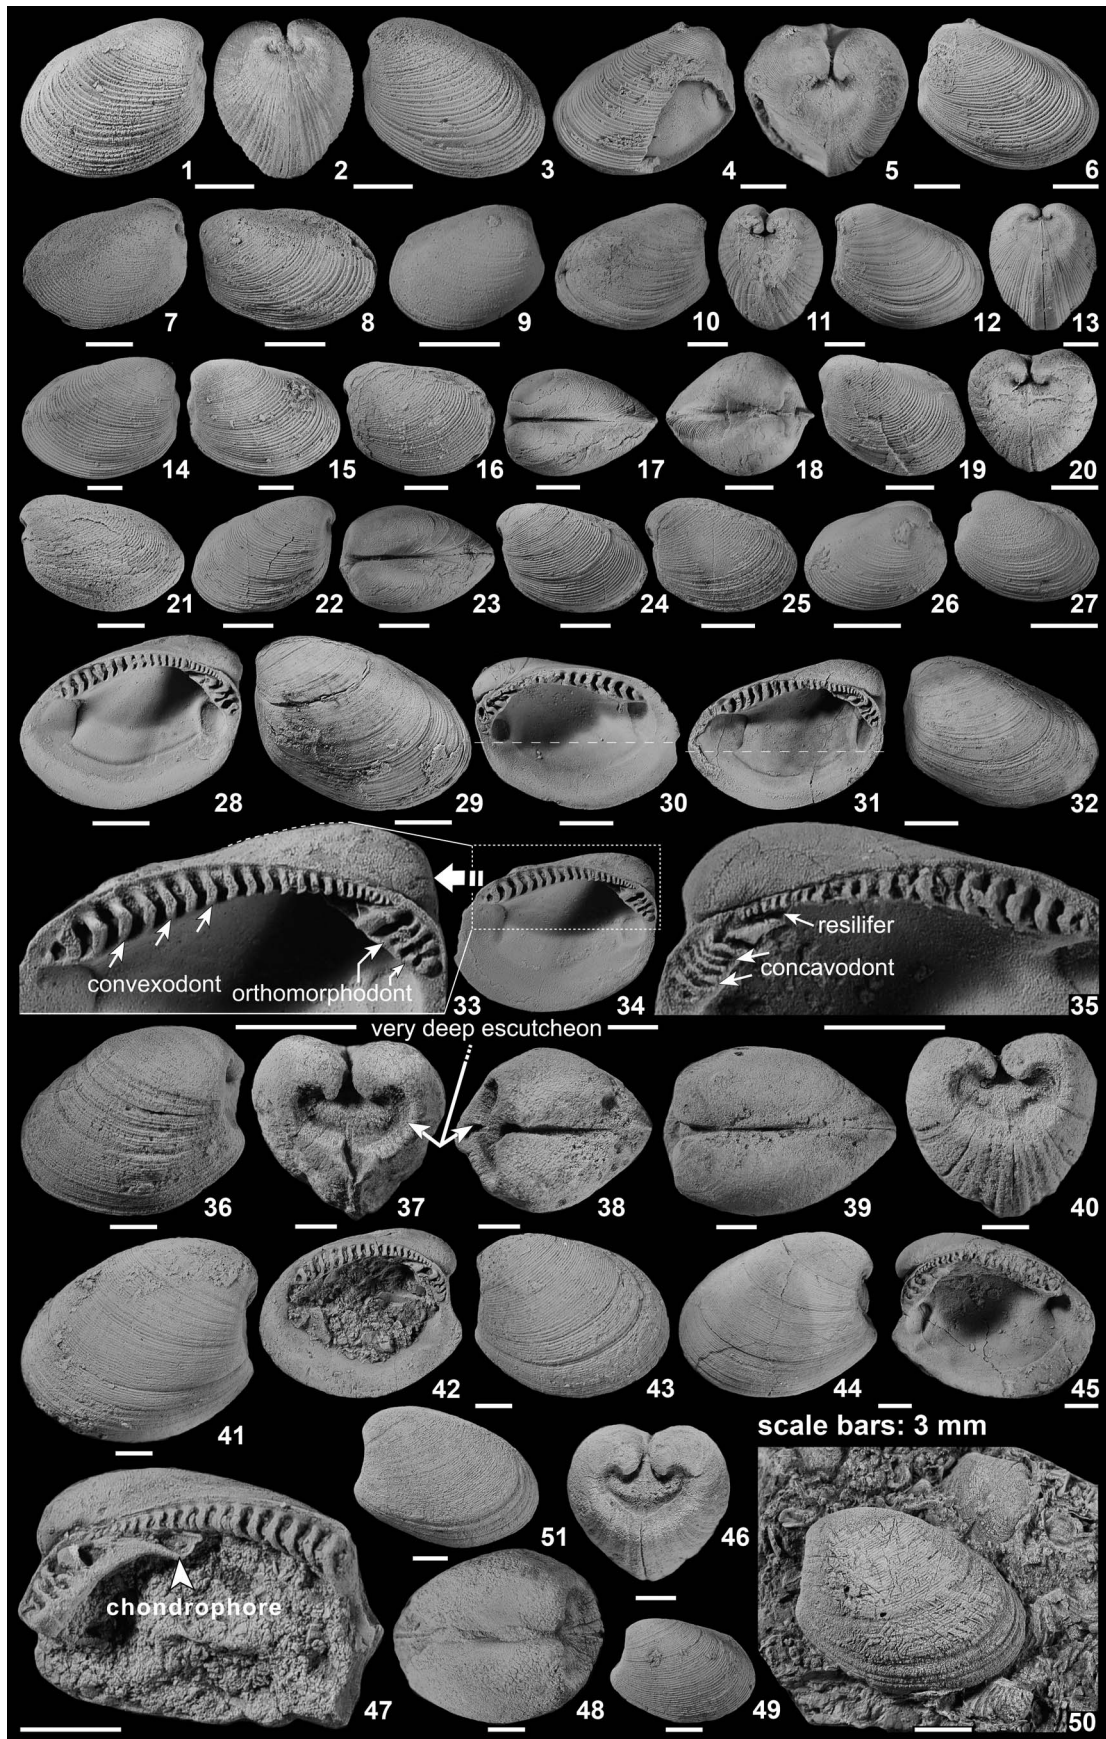 1 2 3 4 5 6
7 8 9 10 11 12 13
14 15 16 17 18 19 20
21 22 23 24 25 26 27
28 29 30 31 32
resilifer
concavodont
convexodont
orthomorphodont
33 34 35
very deep escutcheon
36 37 38 39 40
41 42 43 44 45
scale bars: 3 mm
51 46
chondrophore
47 48 49 50